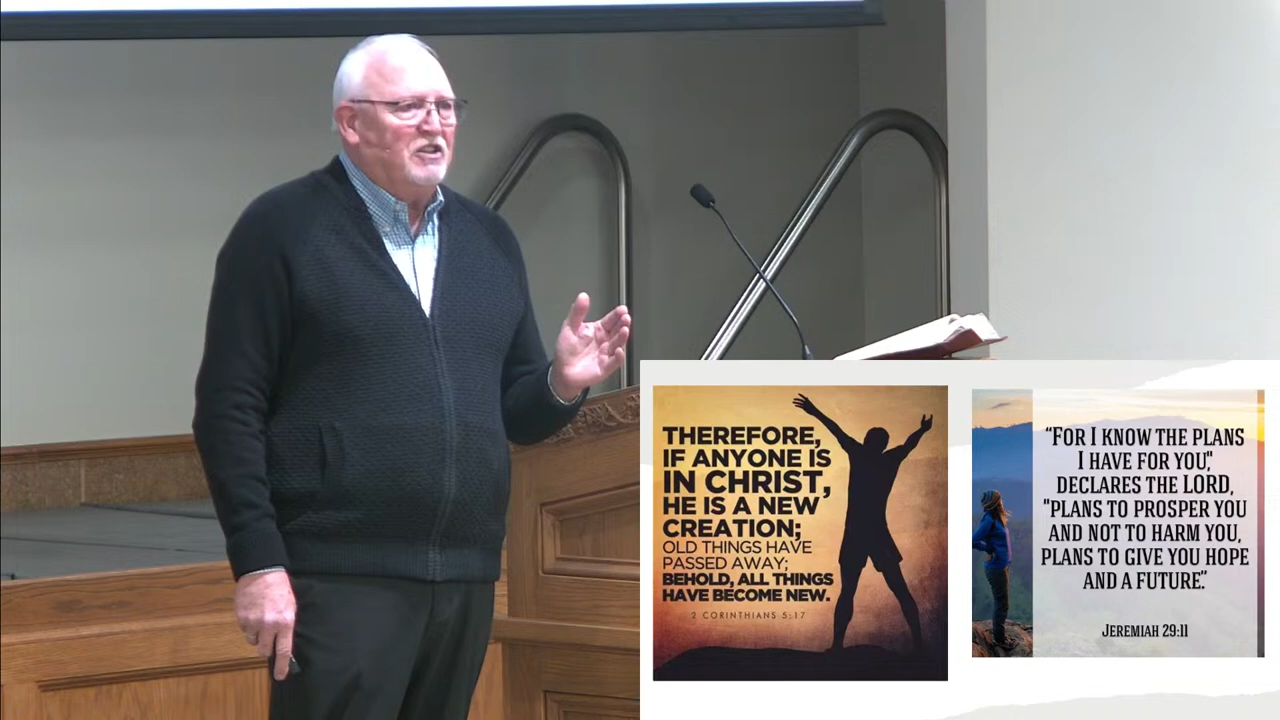 THEREFORE,
IF ANYONE IS
IN CHRIST,
HE IS A NEW
CREATION;
OLD THINGS HAVE
PASSED AWAY;
BEHOLD, ALL THINGS
HAVE BECOME NEW.
2 CORINTHIANS 5:17
"FOR I KNOW THE PLANS
I HAVE FOR YOU",
DECLARES THE LORD,
"PLANS TO PROSPER YOU
AND NOT TO HARM YOU,
PLANS TO GIVE YOU HOPE
AND A FUTURE."
JEREMIAH 29:11